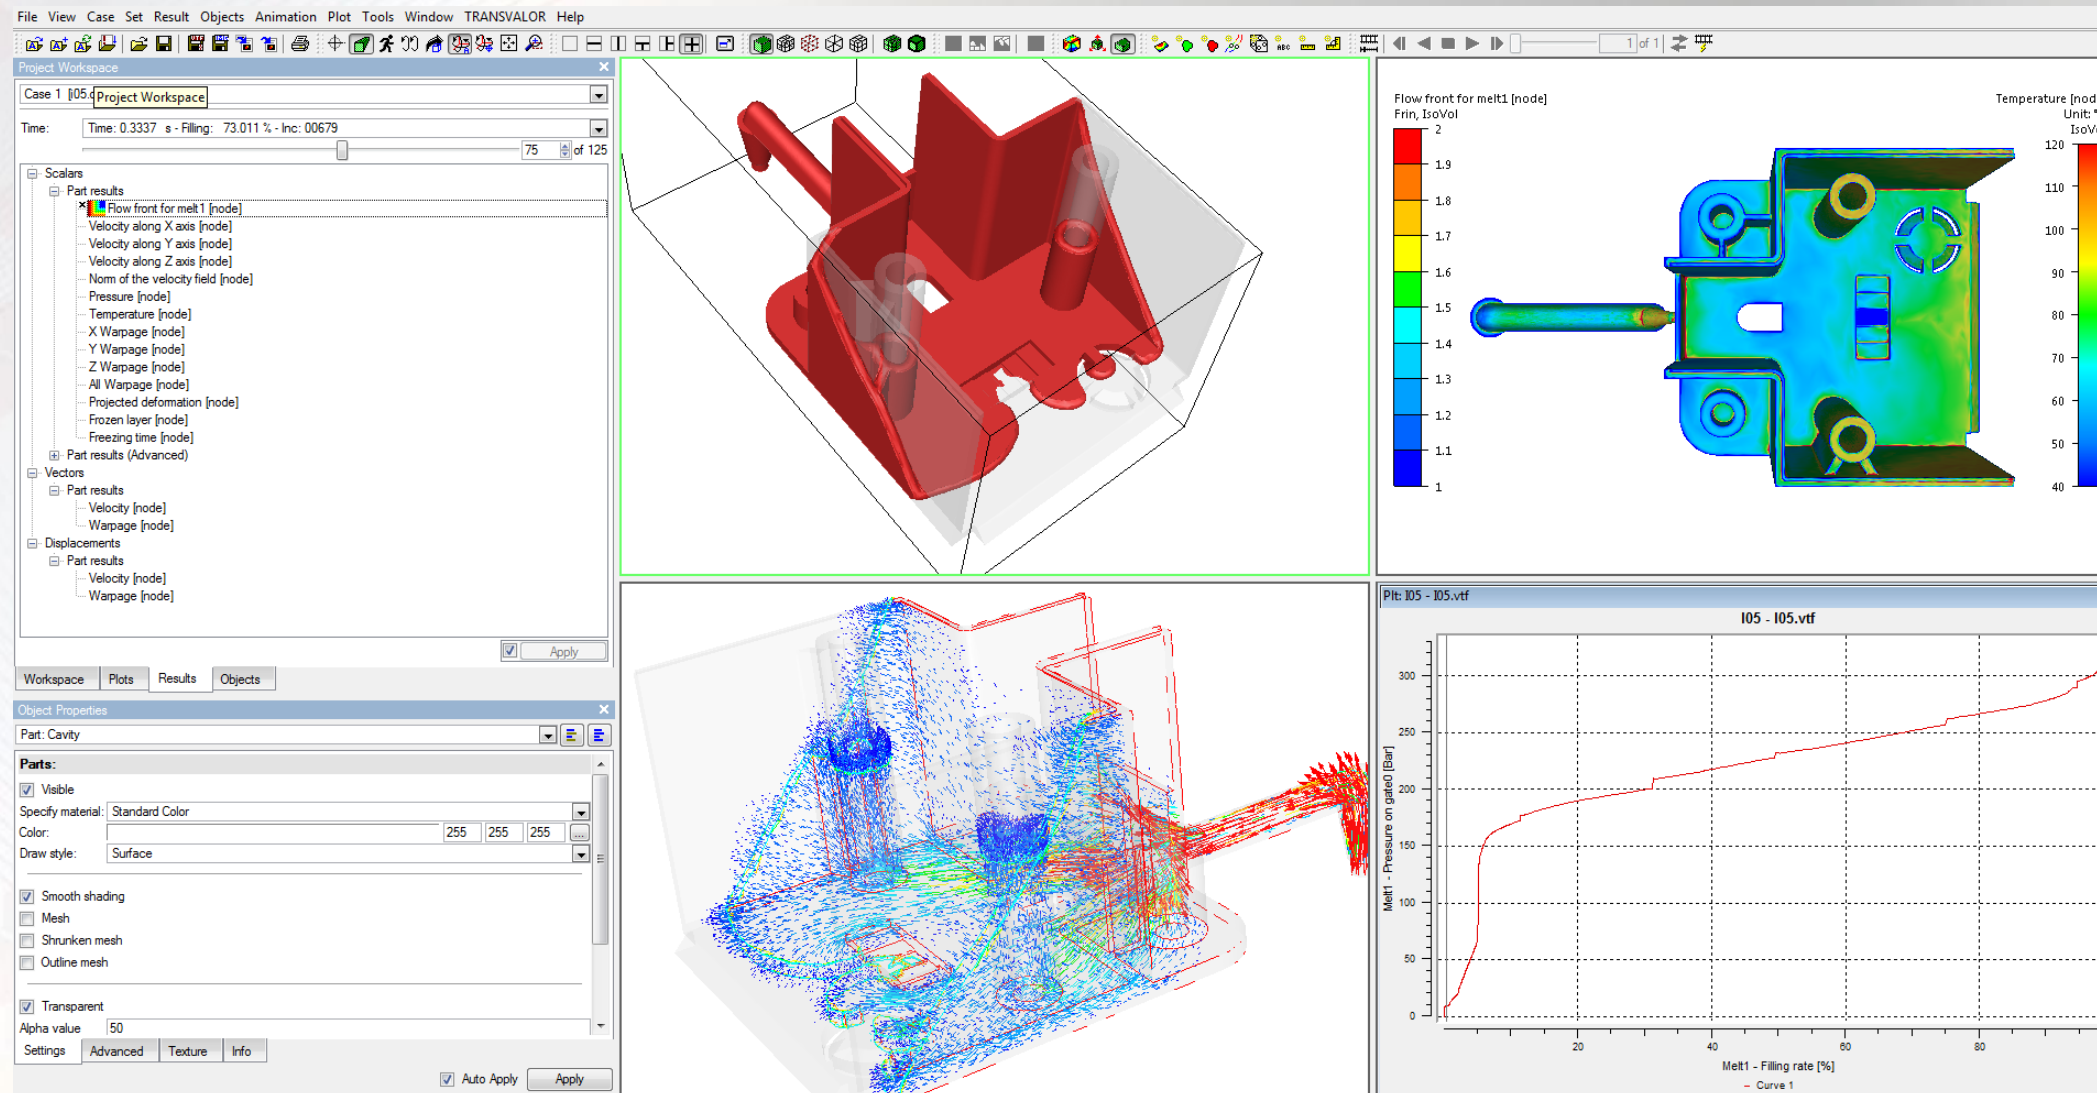 File View Case Set Result Objects Animation Plot Tools Window TRANSVALOR Help
ABC
1 of 1
Project Workspace
Case 1 [i05.
Project Workspace
Time: Time: 0.3337 s - Filling: 73.011 % - Inc: 00679
75 of 125
Scalars
Part results
Flow front for melt1 [node]
Velocity along X axis [node]
Velocity along Y axis [node]
Velocity along Z axis [node]
Norm of the velocity field [node]
Pressure [node]
Temperature [node]
X Warpage [node]
Y Warpage [node]
Z Warpage [node]
All Warpage [node]
Projected deformation [node]
Frozen layer [node]
Freezing time [node]
Part results (Advanced)
Vectors
Part results
Velocity [node]
Warpage [node]
Displacements
Part results
Velocity [node]
Warpage [node]
Apply
Workspace Plots Results Objects
Object Properties
Part: Cavity
Parts:
Visible
Specify material: Standard Color
Color: 255 255 255 ...
Draw style: Surface
Smooth shading
Mesh
Shrunken mesh
Outline mesh
Transparent
Alpha value 50
Settings Advanced Texture Info
Auto Apply Apply
Flow front for melt1 [node]
Frin, IsoVol
2
1.9
1.8
1.7
1.6
1.5
1.4
1.3
1.2
1.1
1
Temperature [nod
Unit: °
IsoV
120
110
100
90
80
70
60
50
40
Plt: I05 - I05.vtf
I05 - I05.vtf
Melt1 - Pressure on gate0 [Bar]
300
250
200
150
100
50
0
20 40 60 80
Melt1 - Filling rate [%]
Curve 1